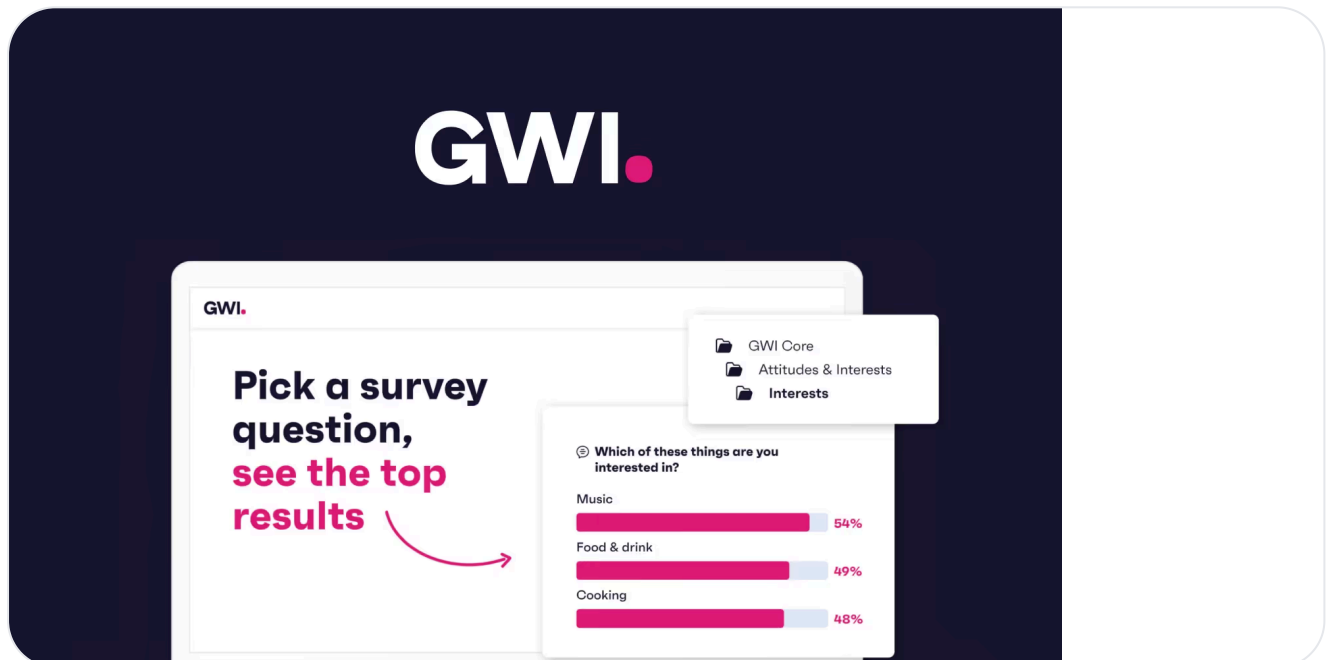 GWI.
GWI.
Pick a survey
question,
see the top
results
GWI Core
Attitudes & Interests
Interests
Which of these things are you
interested in?
Music
54%
Food & drink
49%
Cooking
48%